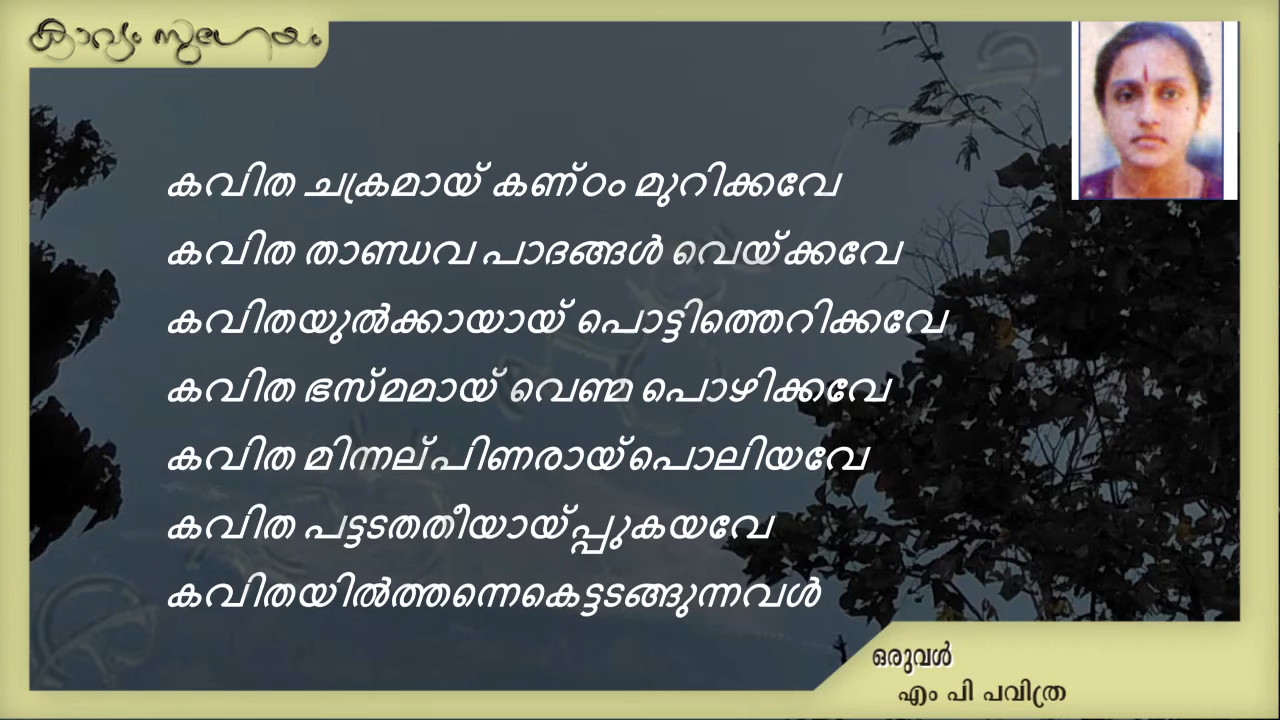 കാവ്യം സുഗേയം
കവിത ചക്രമായ് കണ്ഠം മുറിക്കവേ
കവിത താണ്ഡവ പാദങ്ങൾ വെയ്ക്കവേ
കവിതയുൽക്കായായ് പൊട്ടിത്തെറിക്കവേ
കവിത ഭസ്മമായ് വെണ്മ പൊഴിക്കവേ
കവിത മിന്നല്പിണരായ്പൊലിയവേ
കവിത പട്ടടതതീയായ്പ്പുകയവേ
കവിതയിൽത്തന്നെകെട്ടടങ്ങുന്നവൾ
ഒരുവൾ
എം പി പവിത്ര